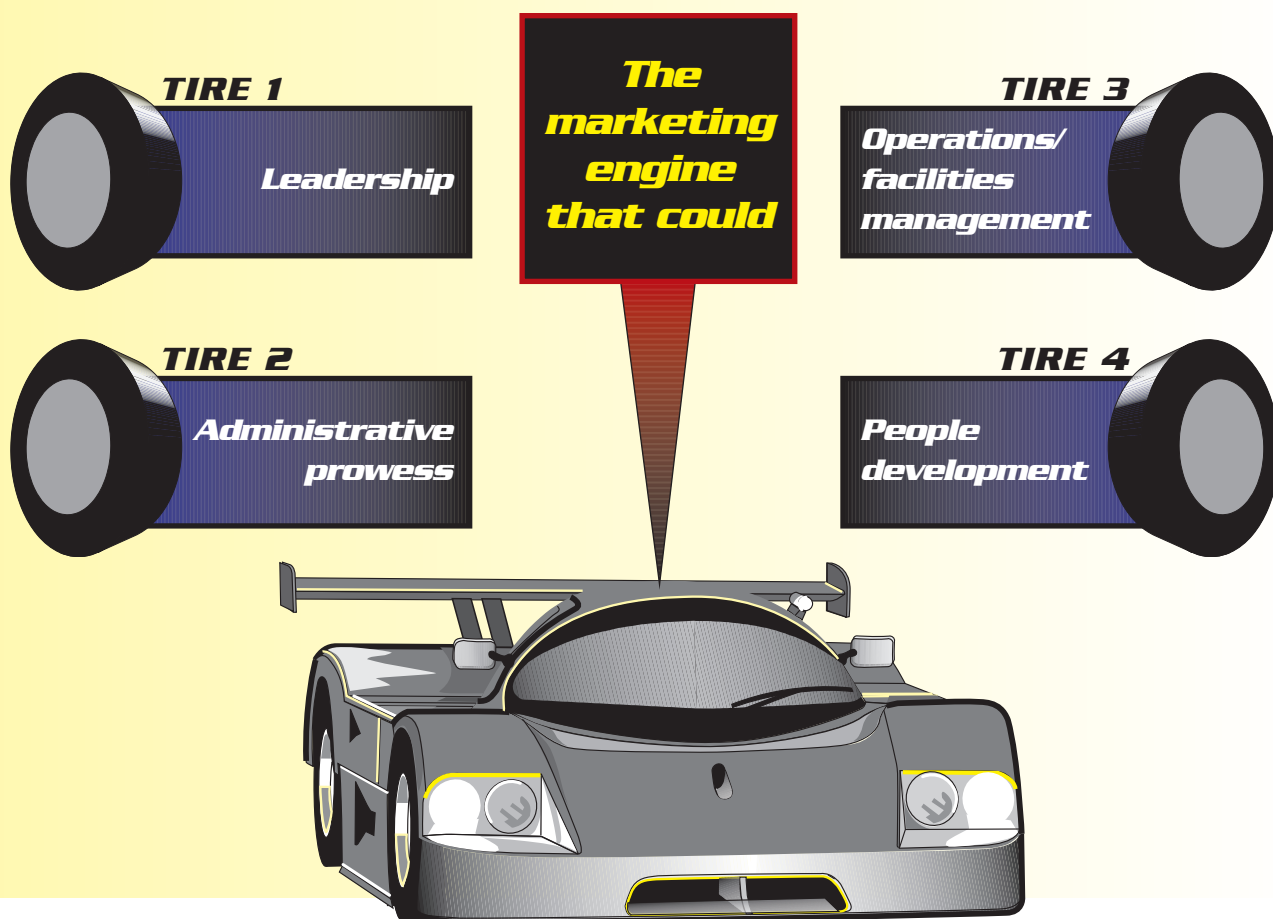 TIRE 1
Leadership
TIRE 2
Administrative
prowess
The
marketing
engine
that could
TIRE 3
Operations/
facilities
management
TIRE 4
People
development